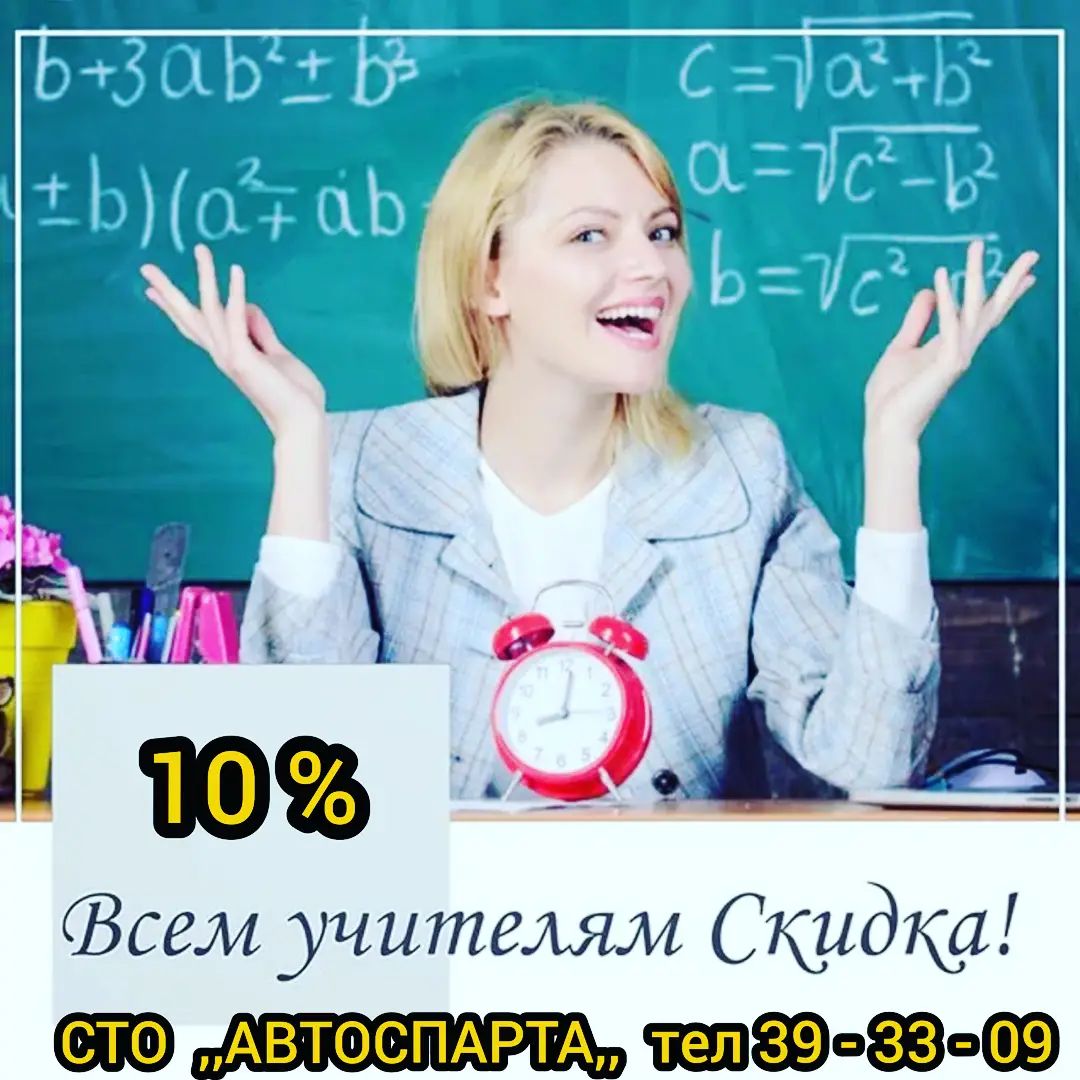 b+3ab²± b³
c=√a²+b²
±b)(a²∓ab
a=√c²-b²
b=√c²
10%
Всем учителям Скидка!
СТО ,,АВТОСПАРТА,, тел 39-33-09